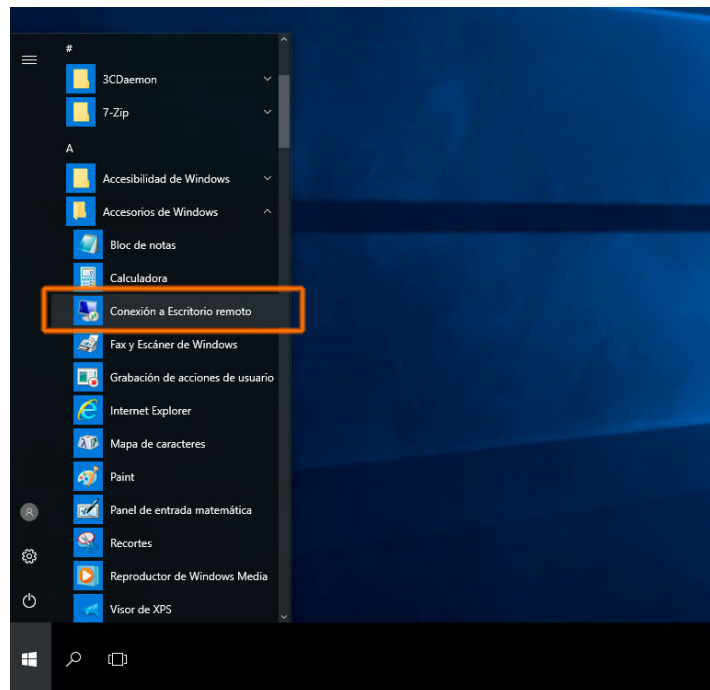 #
3CDaemon
7-Zip
A
Accesibilidad de Windows
Accesorios de Windows
Bloc de notas
Calculadora
Conexión a Escritorio remoto
Fax y Escáner de Windows
Grabación de acciones de usuario
Internet Explorer
Mapa de caracteres
Paint
Panel de entrada matemática
Recortes
Reproductor de Windows Media
Visor de XPS